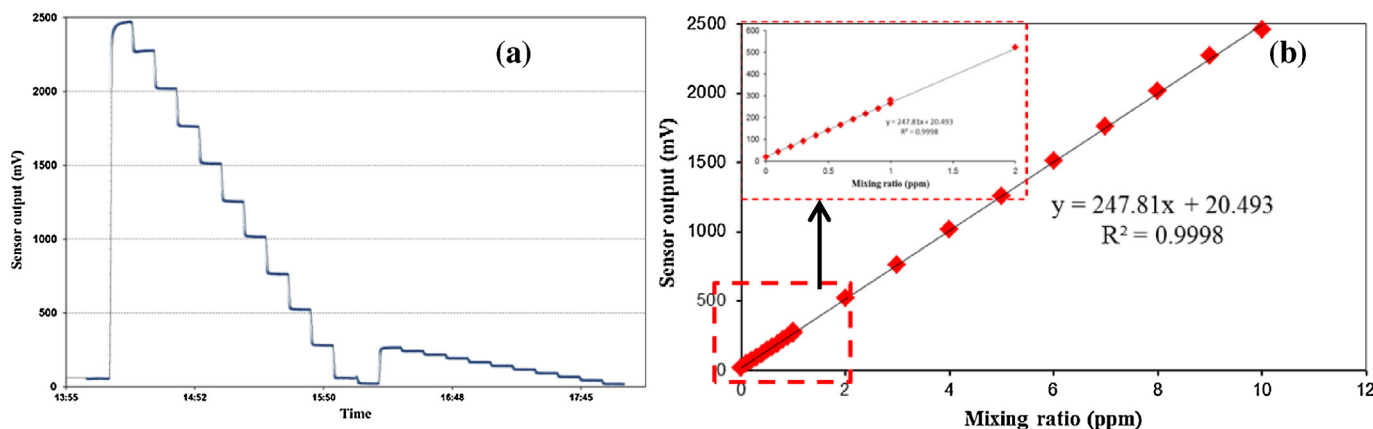 (a)
Sensor output (mV)
2500
2000
1500
1000
500
0
13:55 14:52 15:50 16:48 17:45
Time
(b)
Sensor output (mV)
2500
2000
1500
1000
500
0
0 2 4 6 8 10 12
Mixing ratio (ppm)
y = 247.81x + 20.493
R² = 0.9998
600
500
400
300
200
100
0
0 0.5 1 1.5 2
Mixing ratio (ppm)
y = 247.81x + 20.493
R² = 0.9998